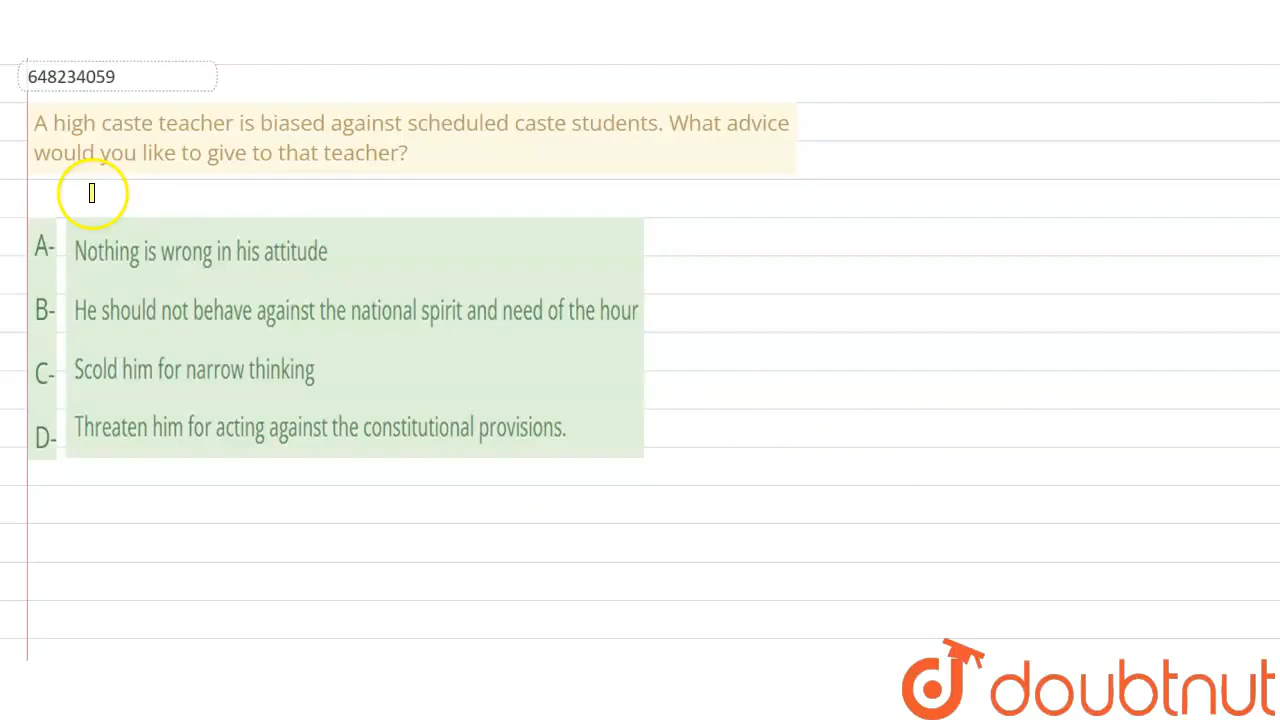 648234059
A high caste teacher is biased against scheduled caste students. What advice
would you like to give to that teacher?
A- Nothing is wrong in his attitude
B- He should not behave against the national spirit and need of the hour
C- Scold him for narrow thinking
D- Threaten him for acting against the constitutional provisions.
doubtnut